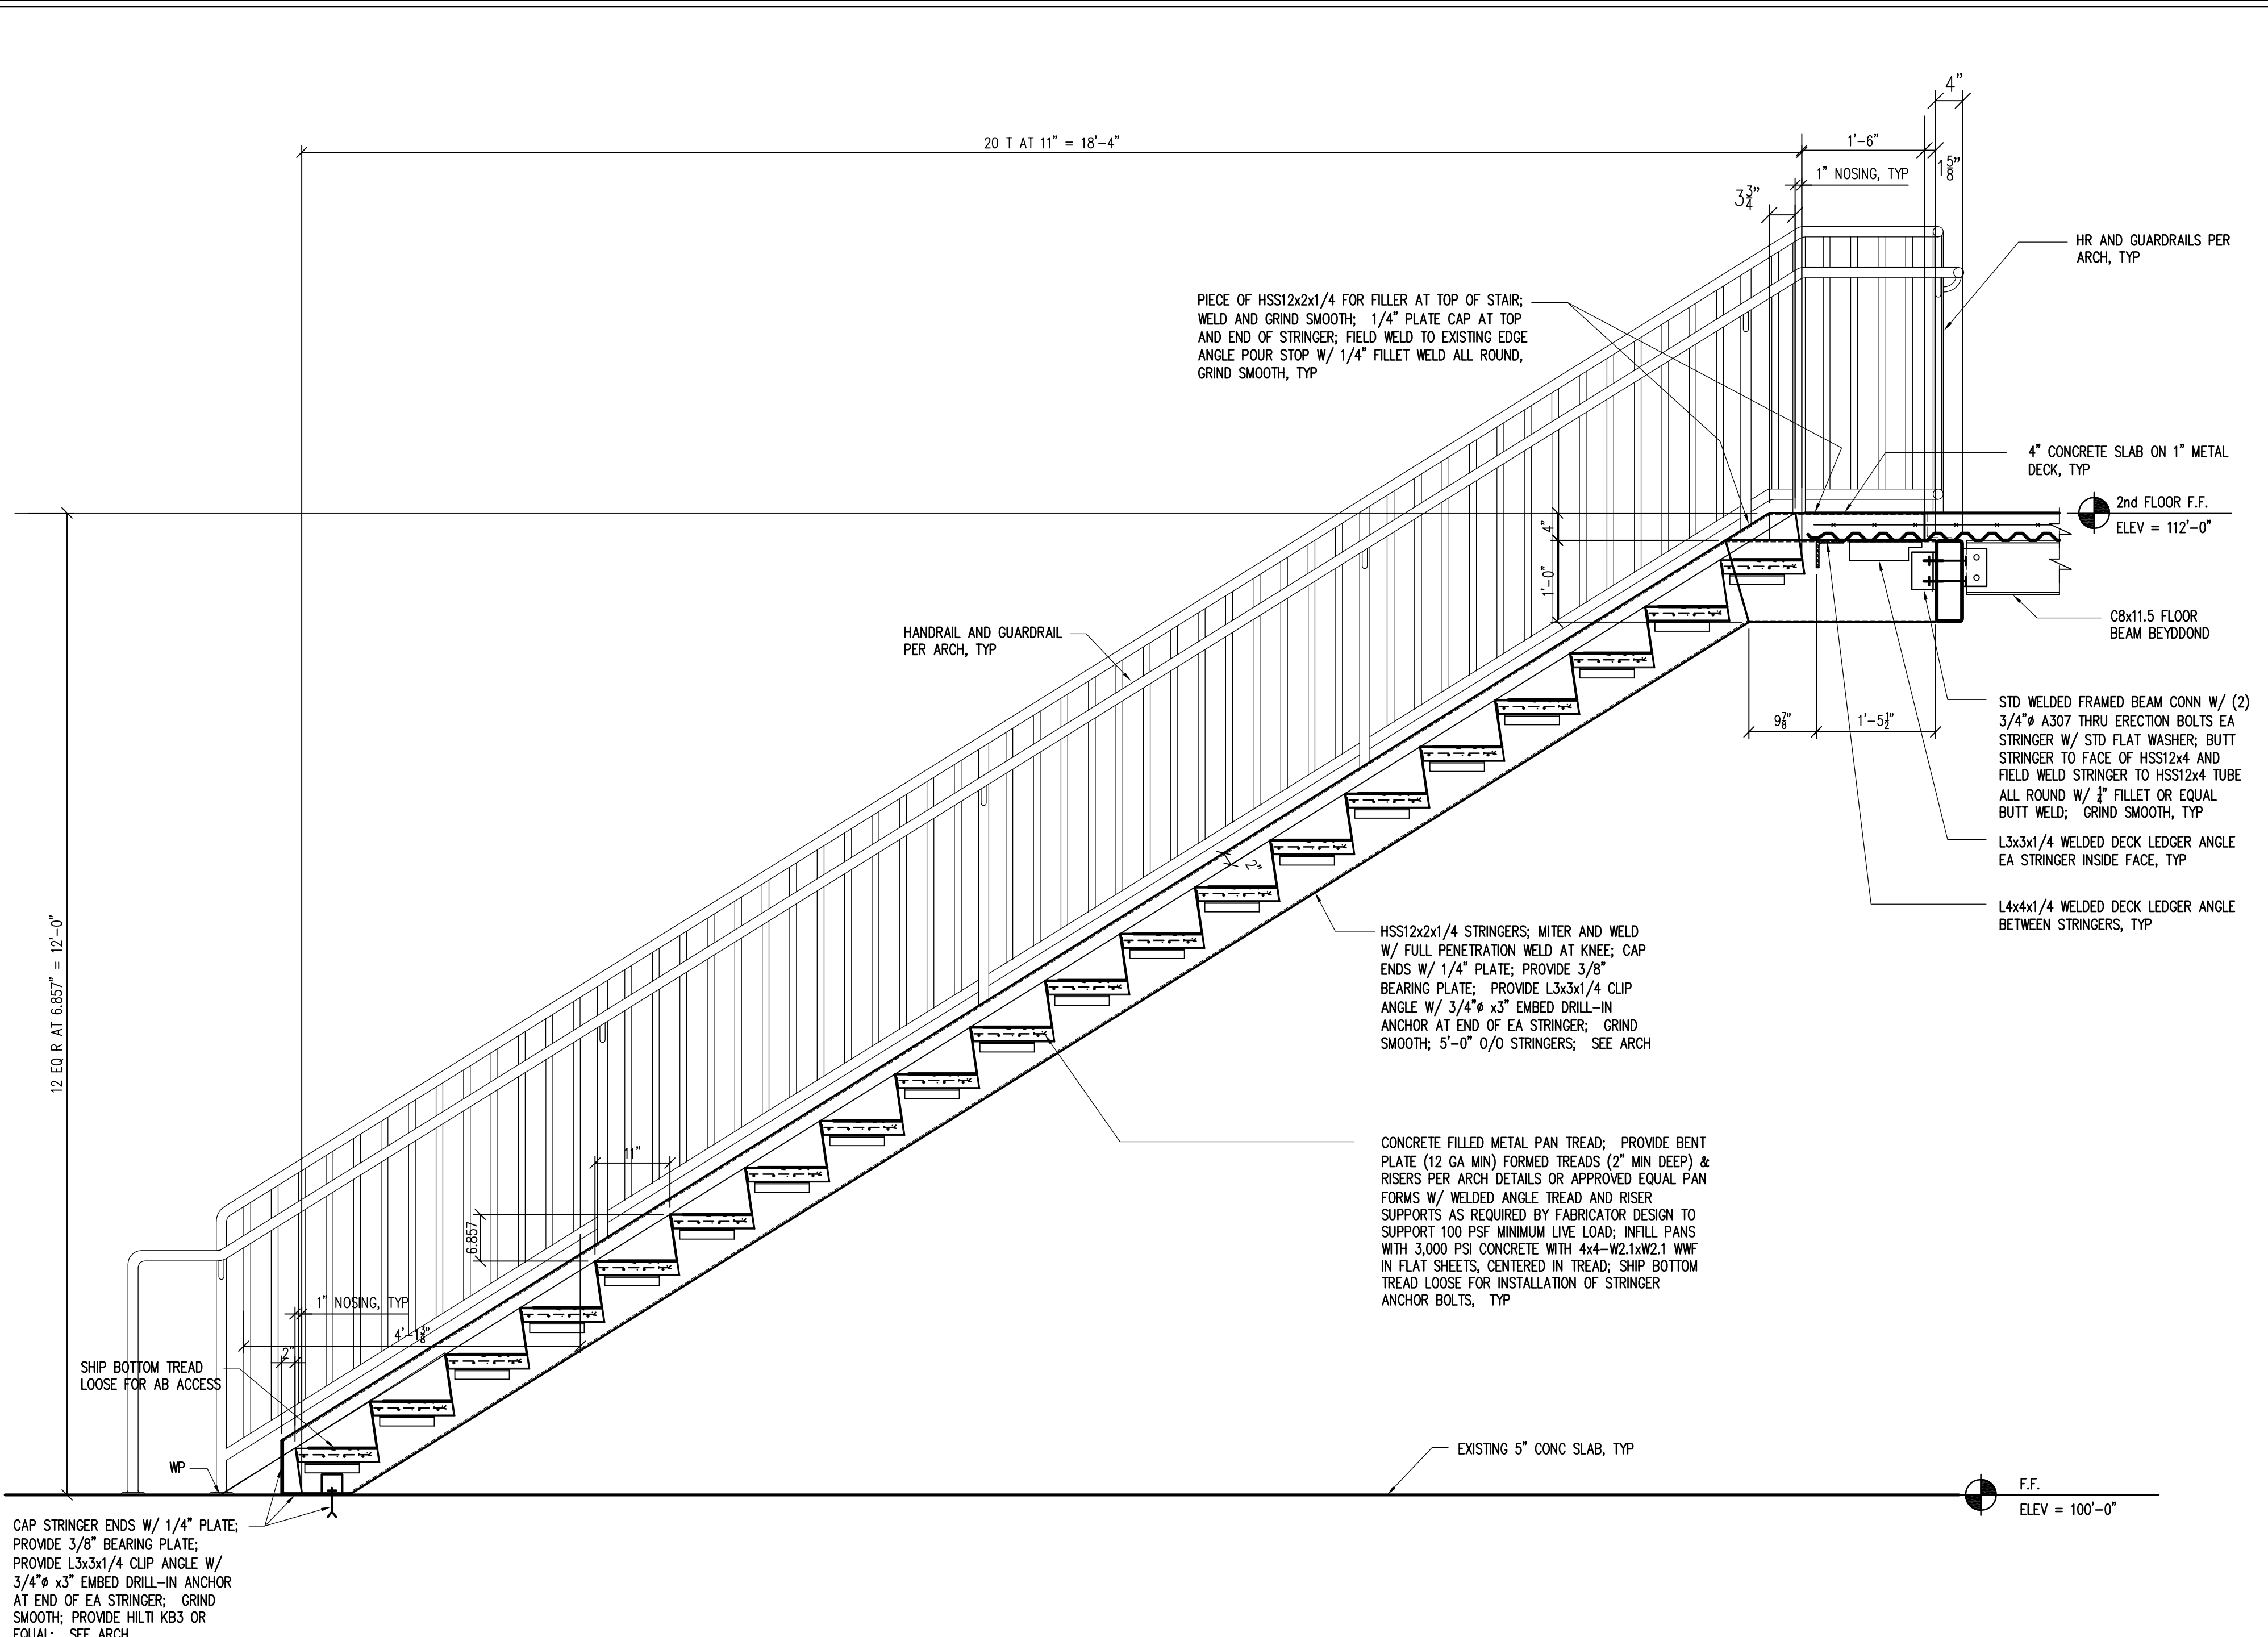 4”
20 T AT 11” = 18’-4”
1’-6”
1 5/8”
1” NOSING, TYP
3 3/4”
HR AND GUARDRAILS PER
ARCH, TYP
PIECE OF HSS12x2x1/4 FOR FILLER AT TOP OF STAIR;
WELD AND GRIND SMOOTH; 1/4” PLATE CAP AT TOP
AND END OF STRINGER; FIELD WELD TO EXISTING EDGE
ANGLE POUR STOP W/ 1/4” FILLET WELD ALL ROUND,
GRIND SMOOTH, TYP
4” CONCRETE SLAB ON 1” METAL
DECK, TYP
2nd FLOOR F.F.
ELEV = 112’-0”
4”
1’-0”
C8x11.5 FLOOR
BEAM BEYDDOND
HANDRAIL AND GUARDRAIL
PER ARCH, TYP
9 7/8”
1’-5 1/2”
STD WELDED FRAMED BEAM CONN W/ (2)
3/4”ø A307 THRU ERECTION BOLTS EA
STRINGER W/ STD FLAT WASHER; BUTT
STRINGER TO FACE OF HSS12x4 AND
FIELD WELD STRINGER TO HSS12x4 TUBE
ALL ROUND W/ 1/4” FILLET OR EQUAL
BUTT WELD; GRIND SMOOTH, TYP
L3x3x1/4 WELDED DECK LEDGER ANGLE
EA STRINGER INSIDE FACE, TYP
L4x4x1/4 WELDED DECK LEDGER ANGLE
BETWEEN STRINGERS, TYP
2”
HSS12x2x1/4 STRINGERS; MITER AND WELD
W/ FULL PENETRATION WELD AT KNEE; CAP
ENDS W/ 1/4” PLATE; PROVIDE 3/8”
BEARING PLATE; PROVIDE L3x3x1/4 CLIP
ANGLE W/ 3/4”ø x3” EMBED DRILL-IN
ANCHOR AT END OF EA STRINGER; GRIND
SMOOTH; 5’-0” O/O STRINGERS; SEE ARCH
12 EQ R AT 6.857” = 12’-0”
CONCRETE FILLED METAL PAN TREAD; PROVIDE BENT
PLATE (12 GA MIN) FORMED TREADS (2” MIN DEEP) &
RISERS PER ARCH DETAILS OR APPROVED EQUAL PAN
FORMS W/ WELDED ANGLE TREAD AND RISER
SUPPORTS AS REQUIRED BY FABRICATOR DESIGN TO
SUPPORT 100 PSF MINIMUM LIVE LOAD; INFILL PANS
WITH 3,000 PSI CONCRETE WITH 4x4-W2.1xW2.1 WWF
IN FLAT SHEETS, CENTERED IN TREAD; SHIP BOTTOM
TREAD LOOSE FOR INSTALLATION OF STRINGER
ANCHOR BOLTS, TYP
11”
6.857
1” NOSING, TYP
4’-1 3/8”
2”
SHIP BOTTOM TREAD
LOOSE FOR AB ACCESS
WP
EXISTING 5” CONC SLAB, TYP
F.F.
ELEV = 100’-0”
CAP STRINGER ENDS W/ 1/4” PLATE;
PROVIDE 3/8” BEARING PLATE;
PROVIDE L3x3x1/4 CLIP ANGLE W/
3/4”ø x3” EMBED DRILL-IN ANCHOR
AT END OF EA STRINGER; GRIND
SMOOTH; PROVIDE HILTI KB3 OR
EQUAL; SEE ARCH